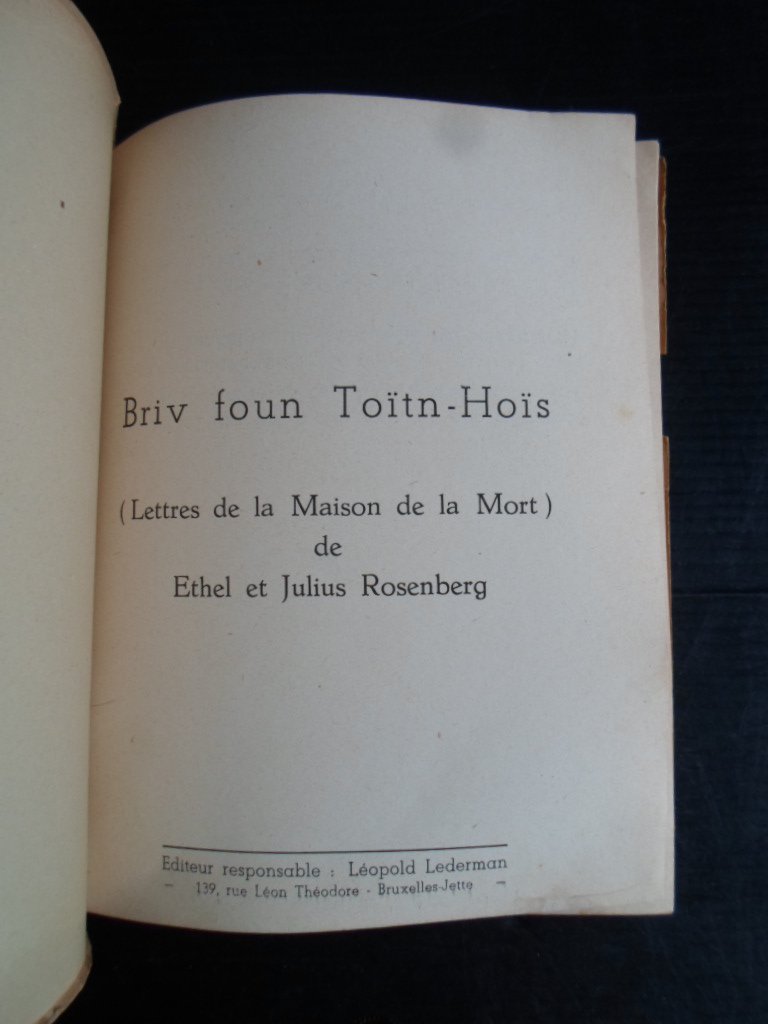 Briv foun Toïtn-Hoïs
(Lettres de la Maison de la Mort)
de
Ethel et Julius Rosenberg
Editeur responsable : Léopold Lederman
- 139, rue Léon Théodore - Bruxelles-Jette -